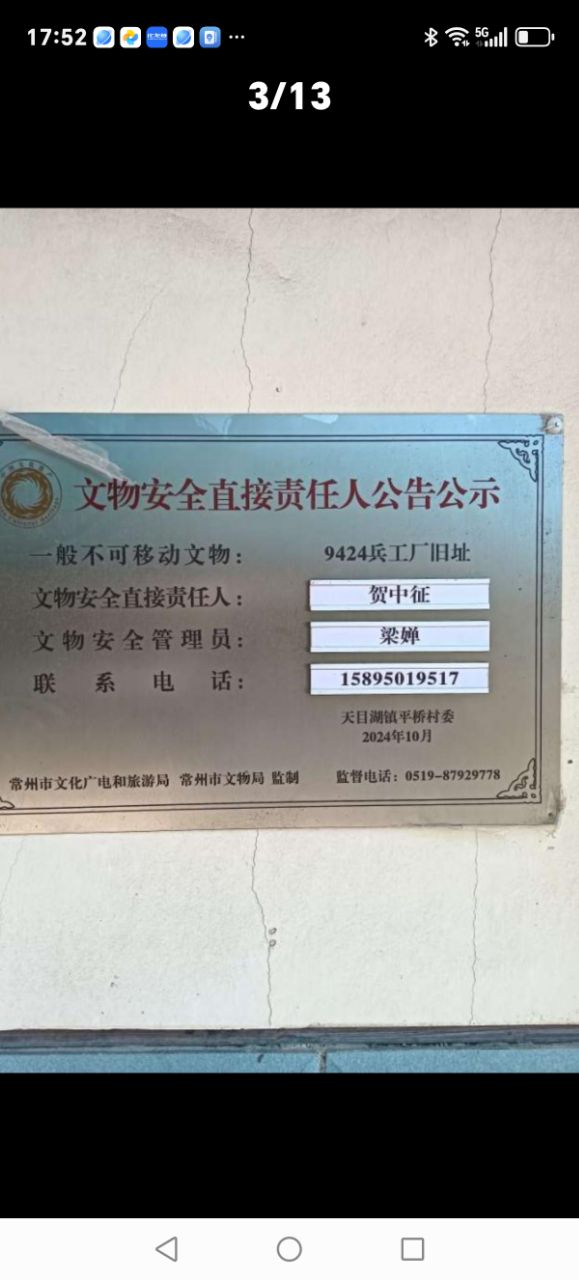 17:52
5G
3/13
文物安全直接责任人公告公示
一般不可移动文物： 9424兵工厂旧址
文物安全直接责任人： 贺中征
文物安全管理员： 梁婵
联系电话： 15895019517
天目湖镇平桥村委
2024年10月
常州市文化广电和旅游局 常州市文物局 监制 监督电话：0519-87929778